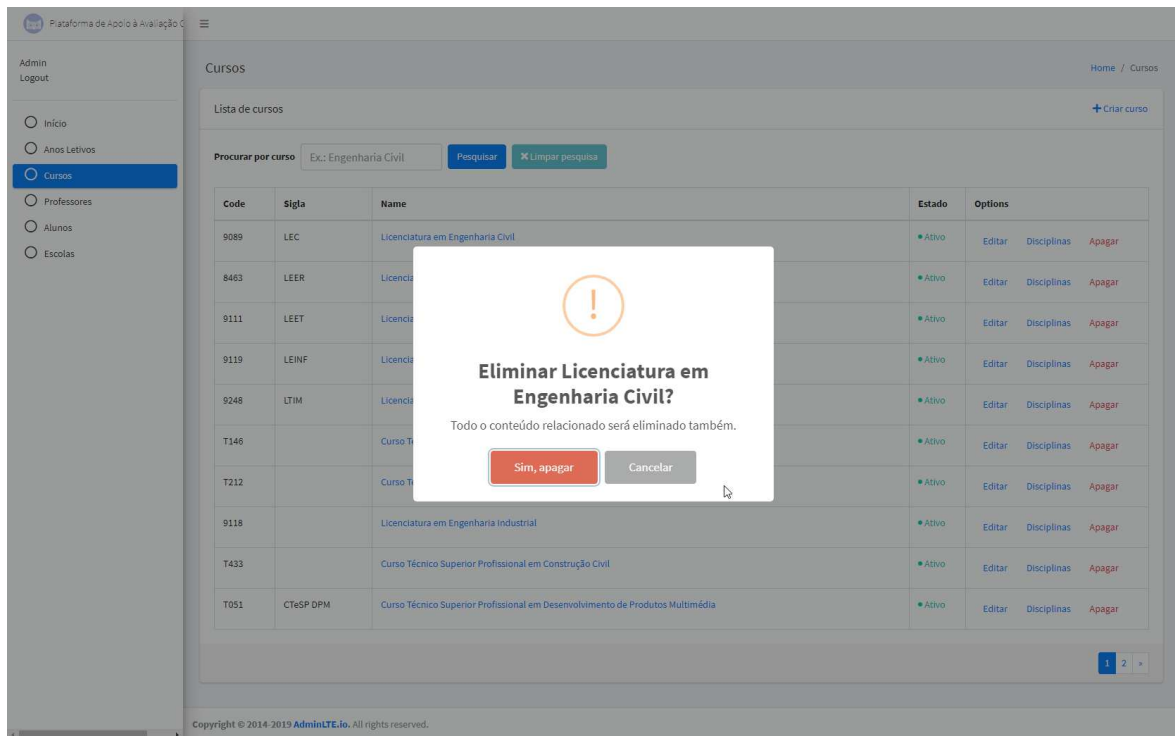 Plataforma de Apoio à Avaliação
Admin
Logout
Início
Anos Letivos
Cursos
Professores
Alunos
Escolas
Cursos
Home / Cursos
Lista de cursos
+ Criar curso
Procurar por curso Ex.: Engenharia Civil Pesquisar × Limpar pesquisa
Code Sigla Name Estado Options
9089 LEC Licenciatura em Engenharia Civil Ativo Editar Disciplinas Apagar
8463 LEER Ativo Editar Disciplinas Apagar
9111 LEET Ativo Editar Disciplinas Apagar
9119 LEINF Ativo Editar Disciplinas Apagar
9248 LTIM Ativo Editar Disciplinas Apagar
T146 Curso Ativo Editar Disciplinas Apagar
T212 Curso Ativo Editar Disciplinas Apagar
9118 Licenciatura em Engenharia Industrial Ativo Editar Disciplinas Apagar
T433 Curso Técnico Superior Profissional em Construção Civil Ativo Editar Disciplinas Apagar
T051 CTeSP DPM Curso Técnico Superior Profissional em Desenvolvimento de Produtos Multimédia Ativo Editar Disciplinas Apagar
Eliminar Licenciatura em
Engenharia Civil?
Todo o conteúdo relacionado será eliminado também.
Sim, apagar Cancelar
1 2 »
Copyright © 2014-2019 AdminLTE.io. All rights reserved.